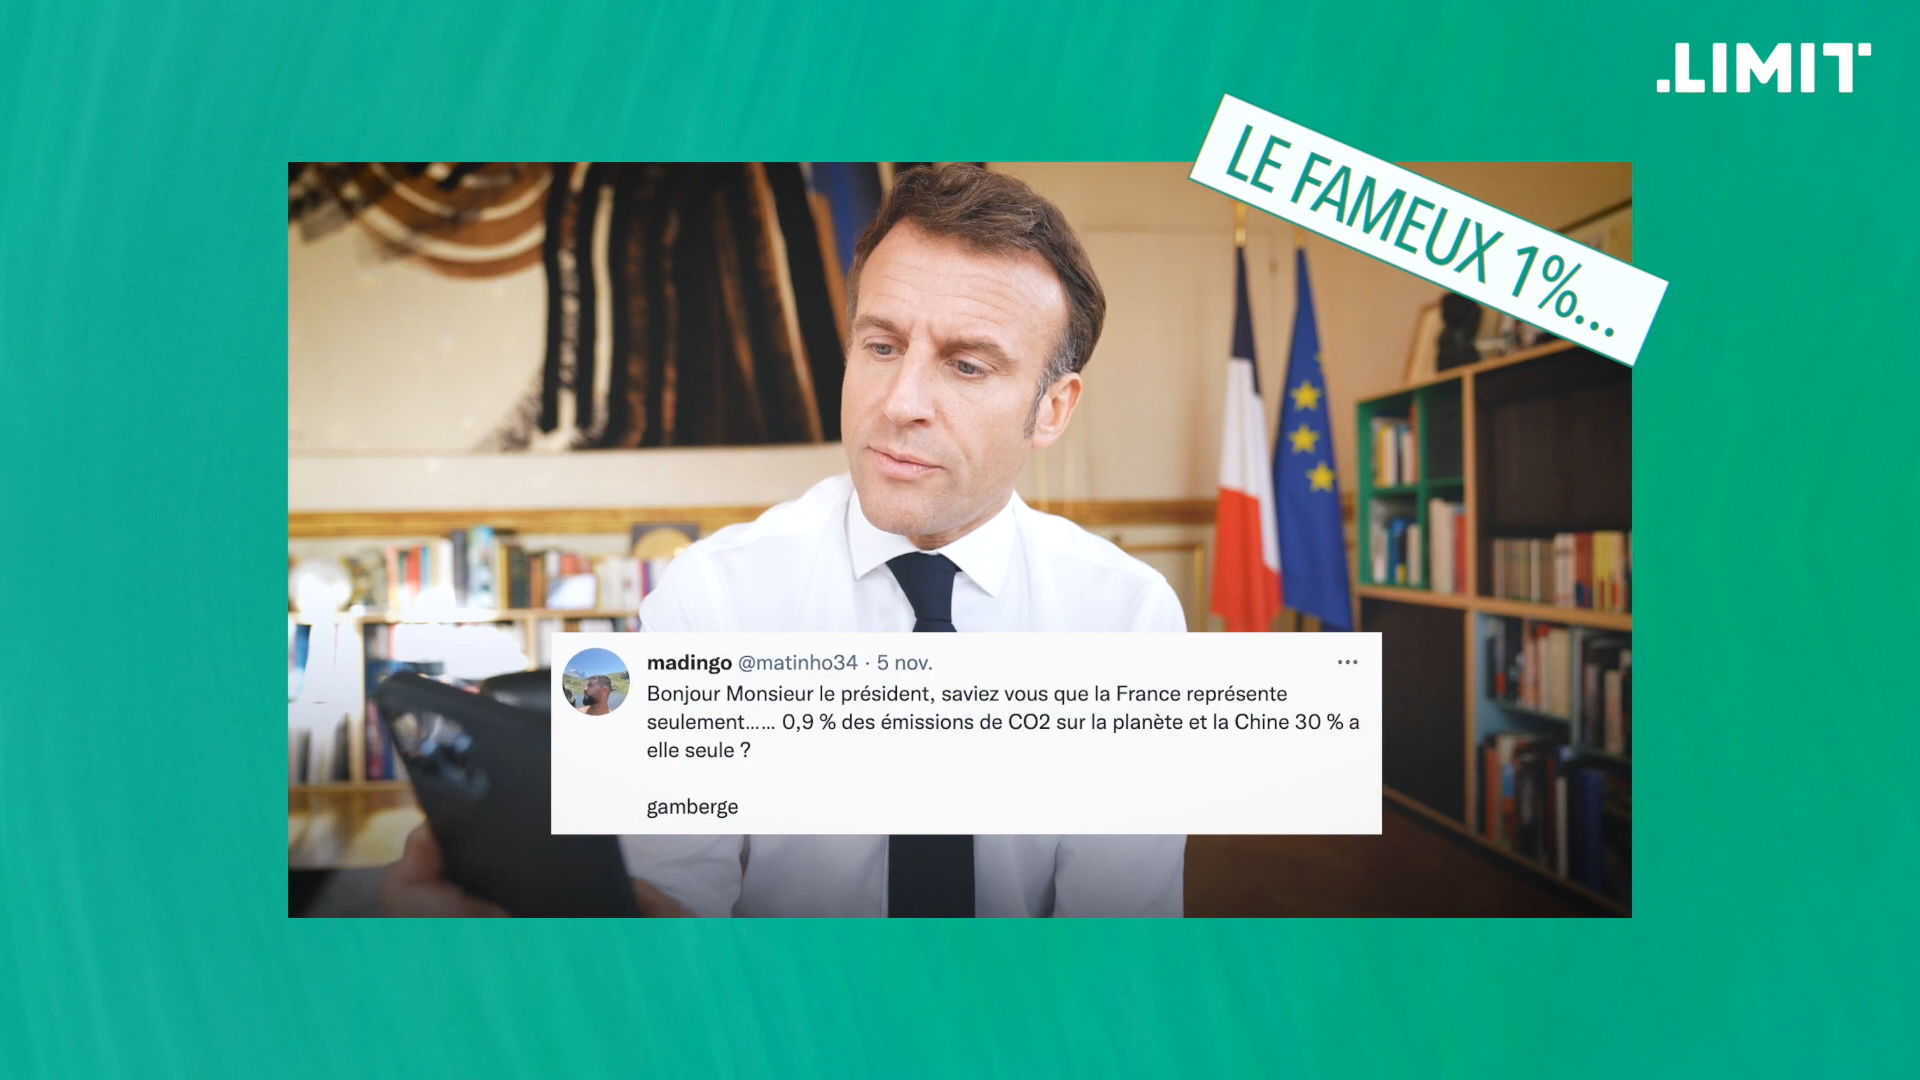 .LIMIT
LE FAMEUX 1%...
madingo @matinho34 · 5 nov.
Bonjour Monsieur le président, saviez vous que la France représente
seulement...... 0,9 % des émissions de CO2 sur la planète et la Chine 30 % a
elle seule ?
gamberge